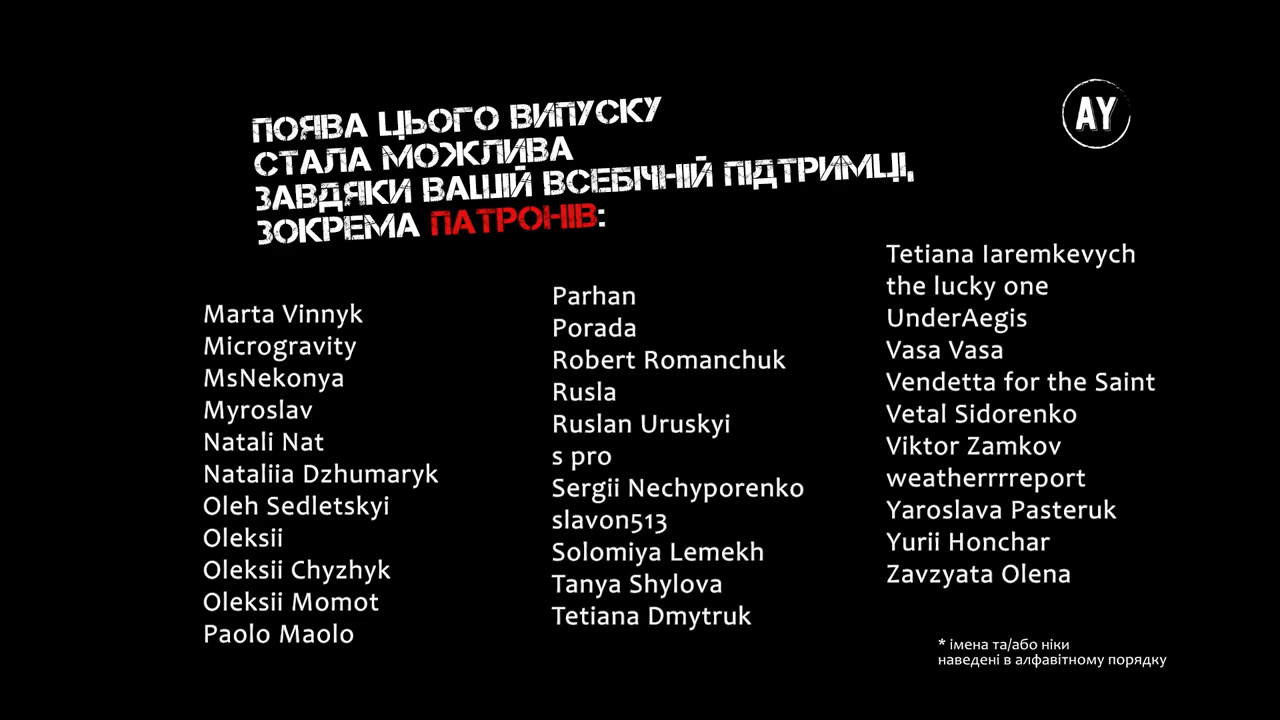 ПОЯВА ЦЬОГО ВИПУСКУ
СТАЛА МОЖЛИВА
ЗАВДЯКИ ВАШІЙ ВСЕБІЧНІЙ ПІДТРИМЦІ,
ЗОКРЕМА ПАТРОНІВ:
АУ
Marta Vinnyk
Microgravity
MsNekonya
Myroslav
Natali Nat
Nataliia Dzhumaryk
Oleh Sedletskyi
Oleksii
Oleksii Chyzhyk
Oleksii Momot
Paolo Maolo
Parhan
Porada
Robert Romanchuk
Rusla
Ruslan Uruskyi
s pro
Sergii Nechyporenko
slavon513
Solomiya Lemekh
Tanya Shylova
Tetiana Dmytruk
Tetiana Iaremkevych
the lucky one
UnderAegis
Vasa Vasa
Vendetta for the Saint
Vetal Sidorenko
Viktor Zamkov
weatherrrreport
Yaroslava Pasteruk
Yurii Honchar
Zavzyata Olena
* імена та/або ніки
наведені в алфавітному порядку